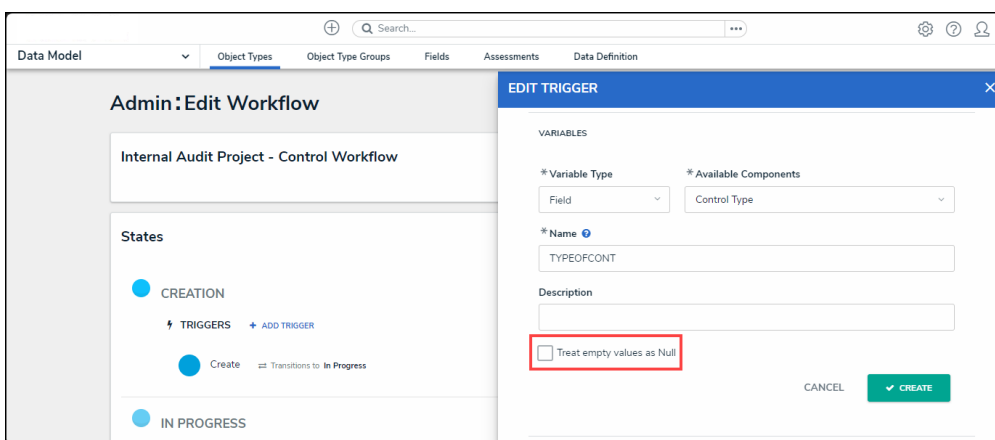 Search...
Data Model
Object Types Object Type Groups Fields Assessments Data Definition
Admin:Edit Workflow
Internal Audit Project - Control Workflow
States
CREATION
TRIGGERS + ADD TRIGGER
Create Transitions to In Progress
IN PROGRESS
EDIT TRIGGER
VARIABLES
*Variable Type *Available Components
Field Control Type
*Name
TYPEOFCONT
Description
Treat empty values as Null
CANCEL CREATE